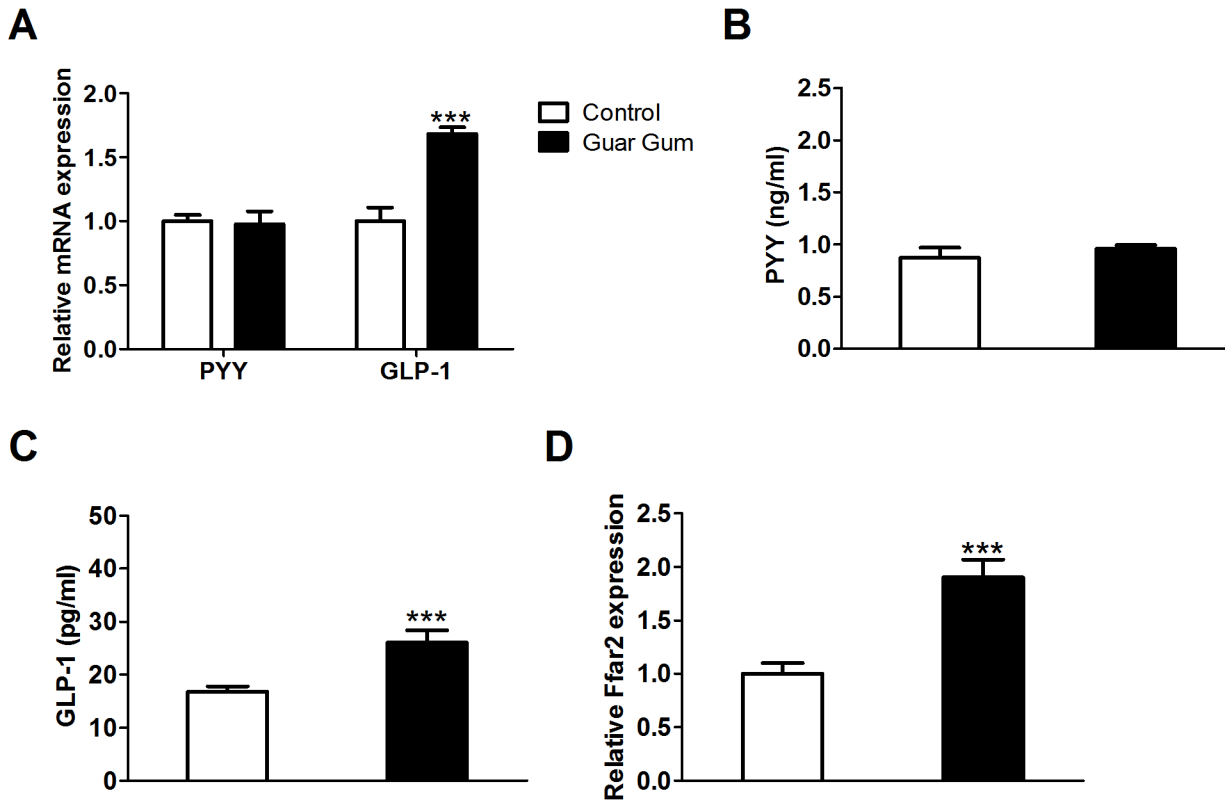 A
Relative mRNA expression
2.0
1.5
1.0
0.5
0.0
***
PYY
GLP-1
Control
Guar Gum
B
PYY (ng/ml)
2.5
2.0
1.5
1.0
0.5
0.0
C
GLP-1 (pg/ml)
50
40
30
20
10
0
***
D
Relative Ffar2 expression
2.5
2.0
1.5
1.0
0.5
0.0
***